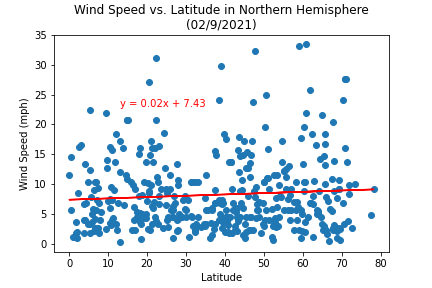 Wind Speed vs. Latitude in Northern Hemisphere
(02/9/2021)
35
30
25
20
15
10
5
0
Wind Speed (mph)
y = 0.02x + 7.43
0 10 20 30 40 50 60 70 80
Latitude